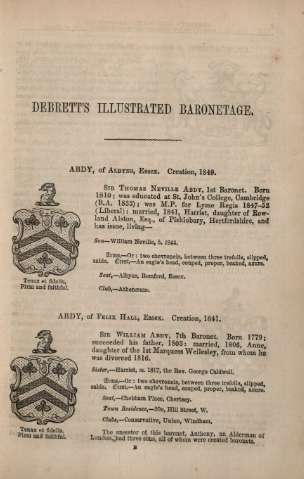 DEBRETT'S ILLUSTRATED BARONETAGE.
ABDY, of ALBYNS, Essex. Creation, 1849.
SIR THOMAS NEVILLE ABDY, 1st Baronet. Born
1810; was educated at St. John's College, Cambridge
(B.A. 1833); was M.P. for Lyme Regis 1847-52
(Liberal); married, 1841, Harriet, daughter of Row-
land Alston, Esq., of Pishiobury, Hertfordshire, and
has issue, living—
Son—William Neville, b. 1844.
ARMS,—Or: two chevronels, between three trefoils, slipped,
sable. Crest,—An eagle's head, couped, proper, beaked, azure.
Seat,—Albyns, Romford, Essex.
Club,—Athenæum.
Tenax et fidelis.
Firm and faithful.
ABDY, of FELIX HALL, Essex. Creation, 1641.
SIR WILLIAM ABDY, 7th Baronet. Born 1779;
succeeded his father, 1803; married, 1806, Anne,
daughter of the 1st Marquess Wellesley, from whom he
was divorced 1816.
Sister,—Harriet, m. 1817, the Rev. George Caldwell.
ARMS,—Or: two chevronels, between three trefoils, slipped,
sable. Crest,—An eagle's head, couped, proper, beaked, azure.
Seat,—Chobham Place, Chertsey.
Town Residence,—20, Hill Street, W.
Clubs,—Conservative, Union, Windham.
Tenax et fidelis.
Firm and faithful.
The ancestor of this baronet, Anthony, an Alderman of
London, had three sons, all of whom were created baronets.
B